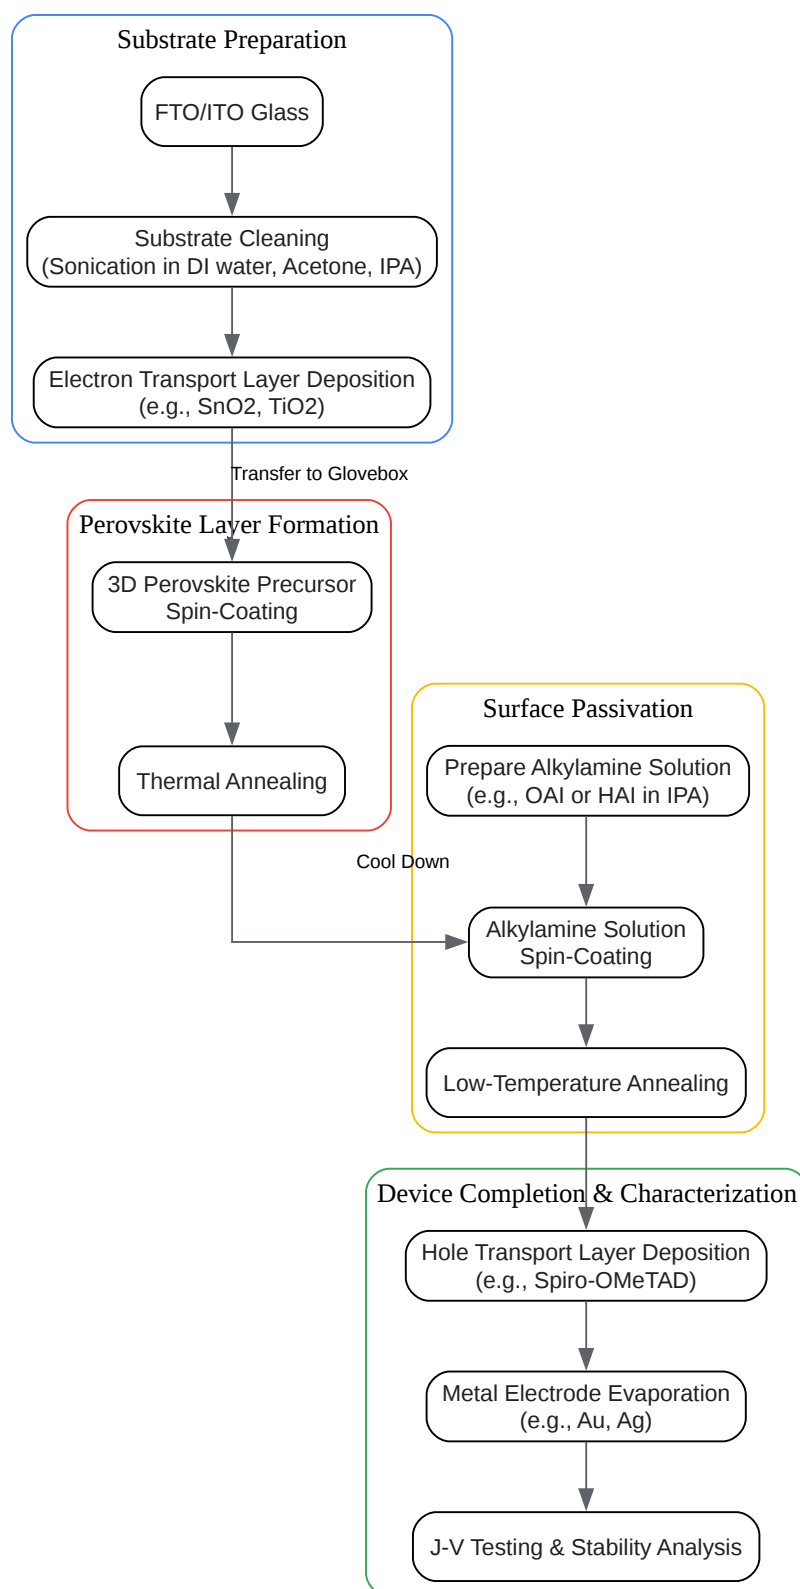 Substrate Preparation
FTO/ITO Glass
Substrate Cleaning
(Sonication in DI water, Acetone, IPA)
Electron Transport Layer Deposition
(e.g., SnO2, TiO2)
Transfer to Glovebox
Perovskite Layer Formation
3D Perovskite Precursor
Spin-Coating
Thermal Annealing
Surface Passivation
Prepare Alkylamine Solution
(e.g., OAI or HAI in IPA)
Cool Down
Alkylamine Solution
Spin-Coating
Low-Temperature Annealing
Device Completion & Characterization
Hole Transport Layer Deposition
(e.g., Spiro-OMeTAD)
Metal Electrode Evaporation
(e.g., Au, Ag)
J-V Testing & Stability Analysis